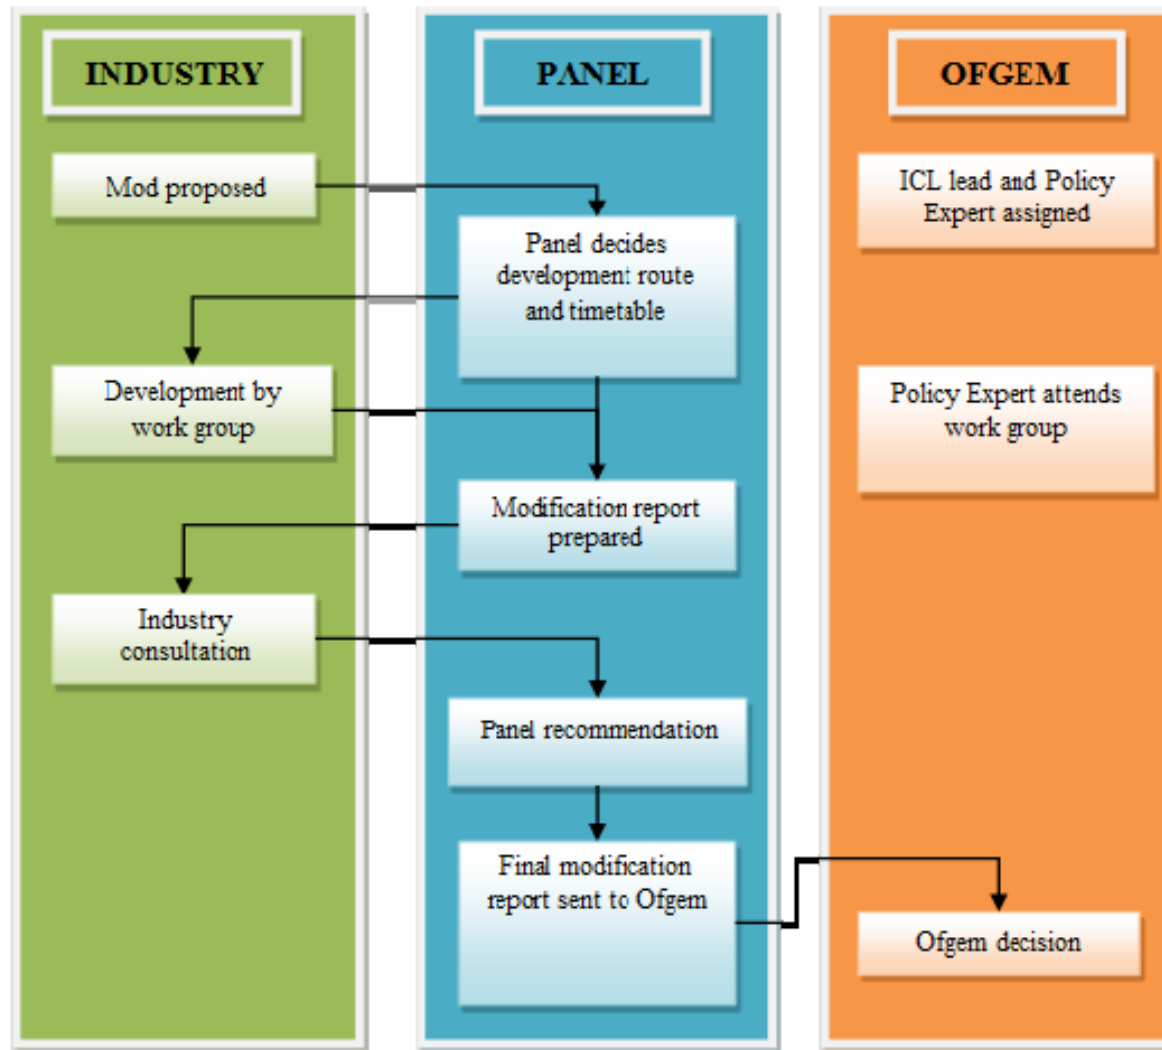 INDUSTRY
PANEL
OFGEM
Mod proposed
ICL lead and Policy
Expert assigned
Panel decides
development route
and timetable
Development by
work group
Policy Expert attends
work group
Modification report
prepared
Industry
consultation
Panel recommendation
Final modification
report sent to Ofgem
Ofgem decision